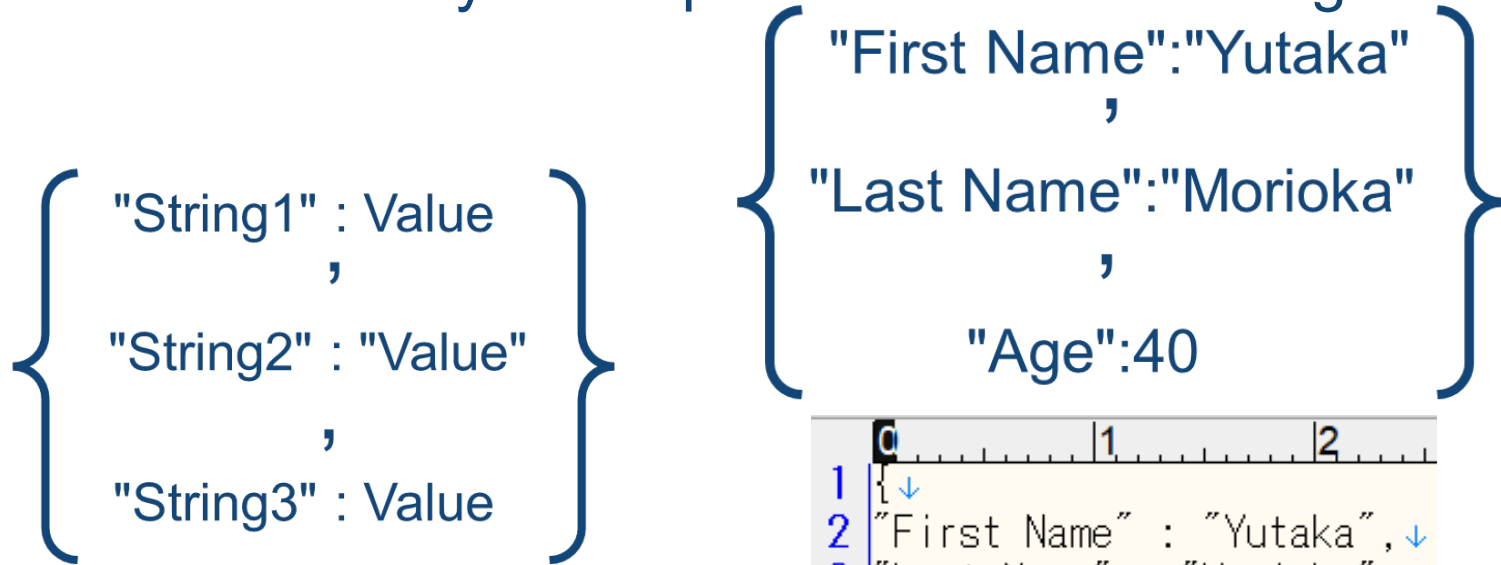 "String1" : Value
,
"String2" : "Value"
,
"String3" : Value
"First Name":"Yutaka"
,
"Last Name":"Morioka"
,
"Age":40
0 1 2
1 {↓
2 "First Name" : "Yutaka",↓